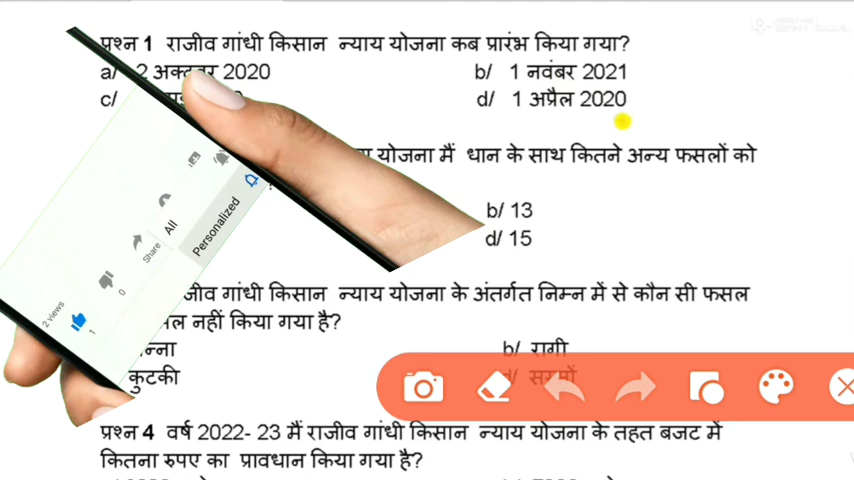 प्रश्न 1 राजीव गांधी किसान न्याय योजना कब प्रारंभ किया गया?
a/ 2 अक्टूबर 2020
b/ 1 नवंबर 2021
c/
d/ 1 अप्रैल 2020
योजना मैं धान के साथ कितने अन्य फसलों को
?
b/ 13
d/ 15
All
Personalized
Share
2 views
1
0
गांधी किसान न्याय योजना के अंतर्गत निम्न में से कौन सी फसल
नहीं किया गया है?
b/ रागी
कुटकी
प्रश्न 4 वर्ष 2022- 23 मैं राजीव गांधी किसान न्याय योजना के तहत बजट में
कितना रुपए का प्रावधान किया गया है?